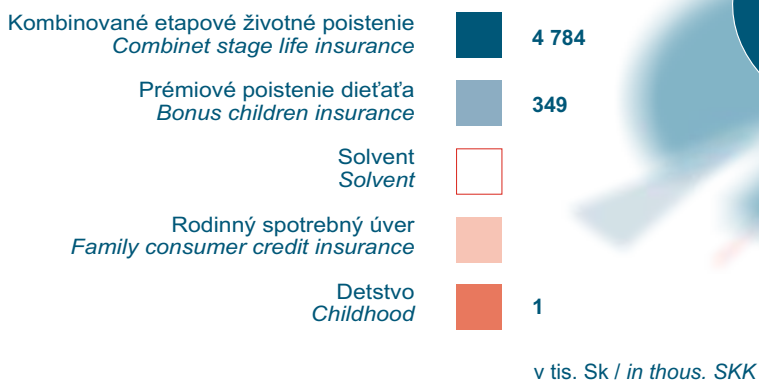 Kombinované etapové životné poistenie
Combinet stage life insurance
4 784
Prémiové poistenie dieťaťa
Bonus children insurance
349
Solvent
Solvent
Rodinný spotrebný úver
Family consumer credit insurance
Detstvo
Childhood
1
v tis. Sk / in thous. SKK